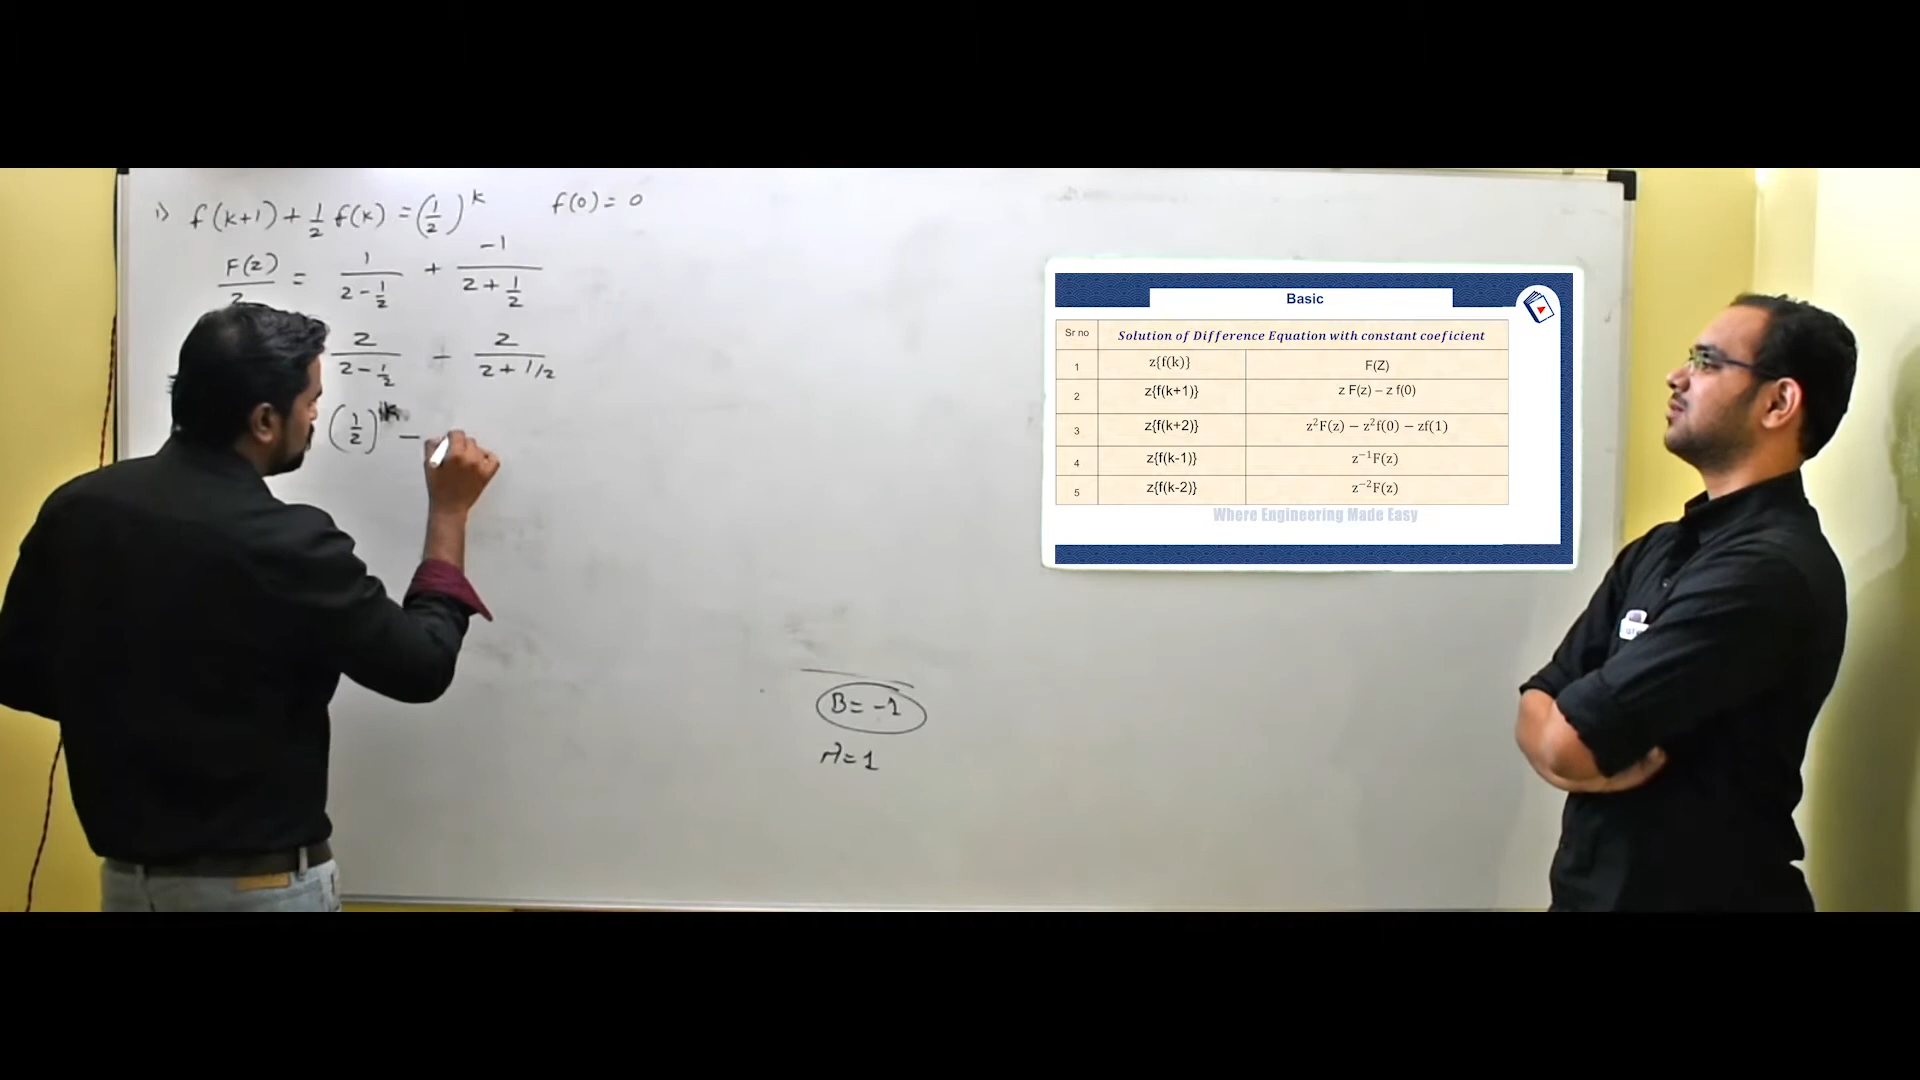 1) f(k+1) + 1/2 f(k) = (1/2)^k f(0) = 0
F(z)/z = 1/(z - 1/2) + -1/(z + 1/2)
z/(z - 1/2) - z/(z + 1/2)
(1/2)^k -
B = -1
A = 1
Basic
Sr no Solution of Difference Equation with constant coeficient
1 z{f(k)} F(Z)
2 z{f(k+1)} z F(z) – z f(0)
3 z{f(k+2)} z²F(z) − z²f(0) − zf(1)
4 z{f(k-1)} z⁻¹F(z)
5 z{f(k-2)} z⁻²F(z)
Where Engineering Made Easy